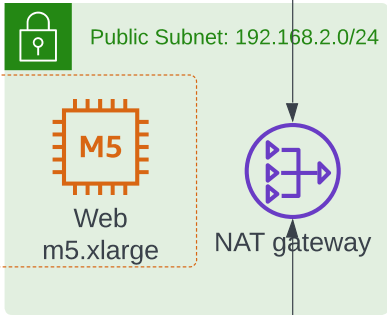 Public Subnet: 192.168.2.0/24
M5
Web
m5.xlarge
NAT gateway